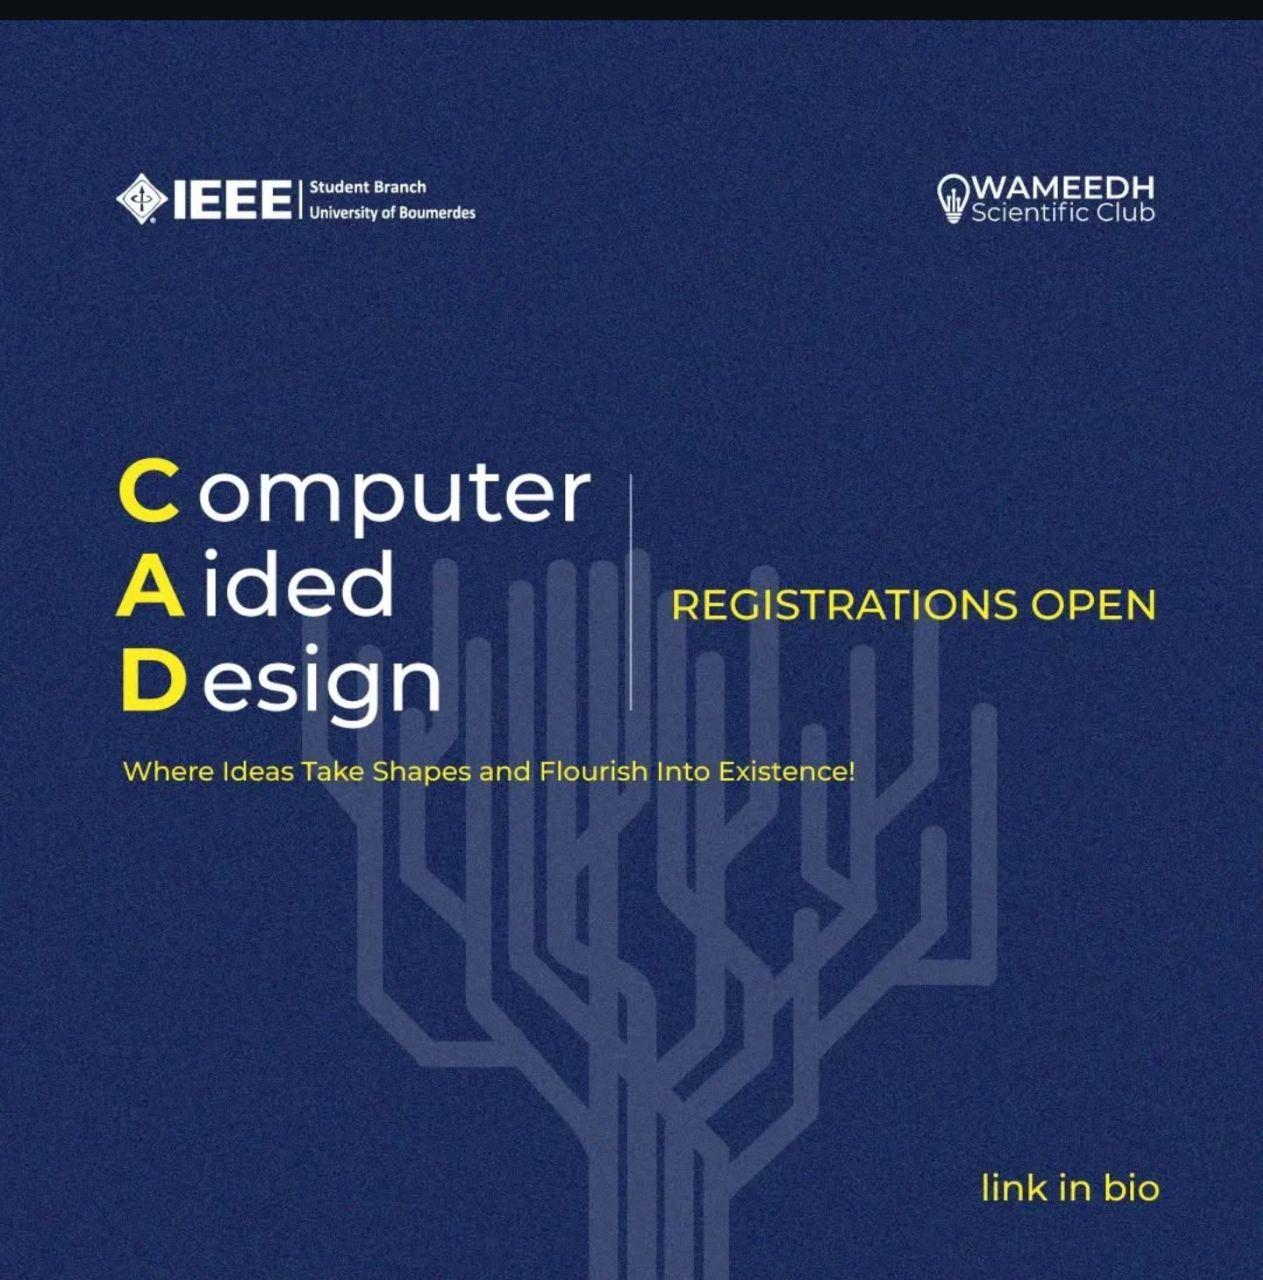 IEEE
Student Branch
University of Boumerdes
WAMEEDH
Scientific Club
Computer
Aided
Design
REGISTRATIONS OPEN
Where Ideas Take Shapes and Flourish Into Existence!
link in bio